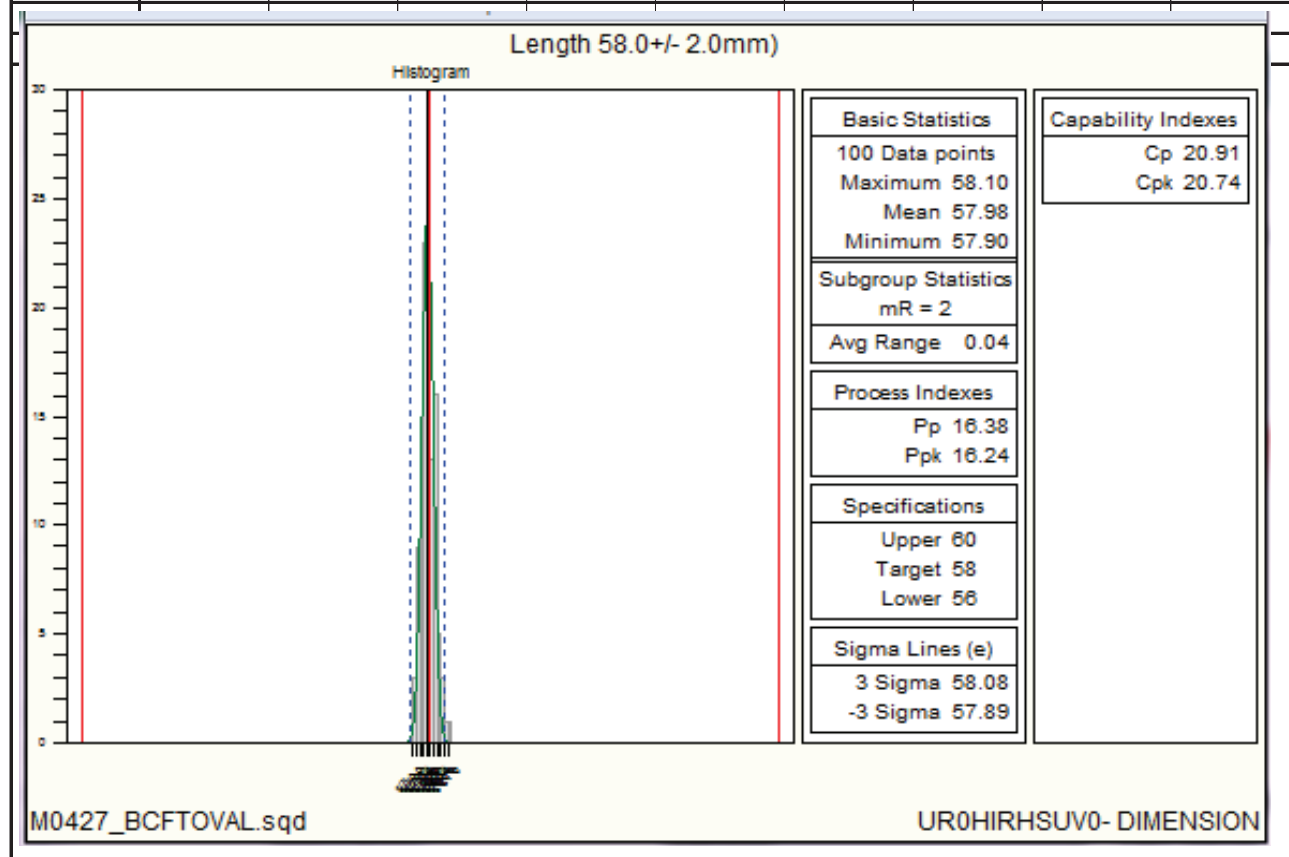 Length 58.0+/- 2.0mm)
Histogram
30
25
20
15
10
5
0
Basic Statistics
100 Data points
Maximum 58.10
Mean 57.98
Minimum 57.90
Subgroup Statistics
mR = 2
Avg Range 0.04
Process Indexes
Pp 16.38
Ppk 16.24
Specifications
Upper 60
Target 58
Lower 56
Sigma Lines (e)
3 Sigma 58.08
-3 Sigma 57.89
Capability Indexes
Cp 20.91
Cpk 20.74
M0427_BCFTOVAL.sqd
UR0HIRHSUV0- DIMENSION